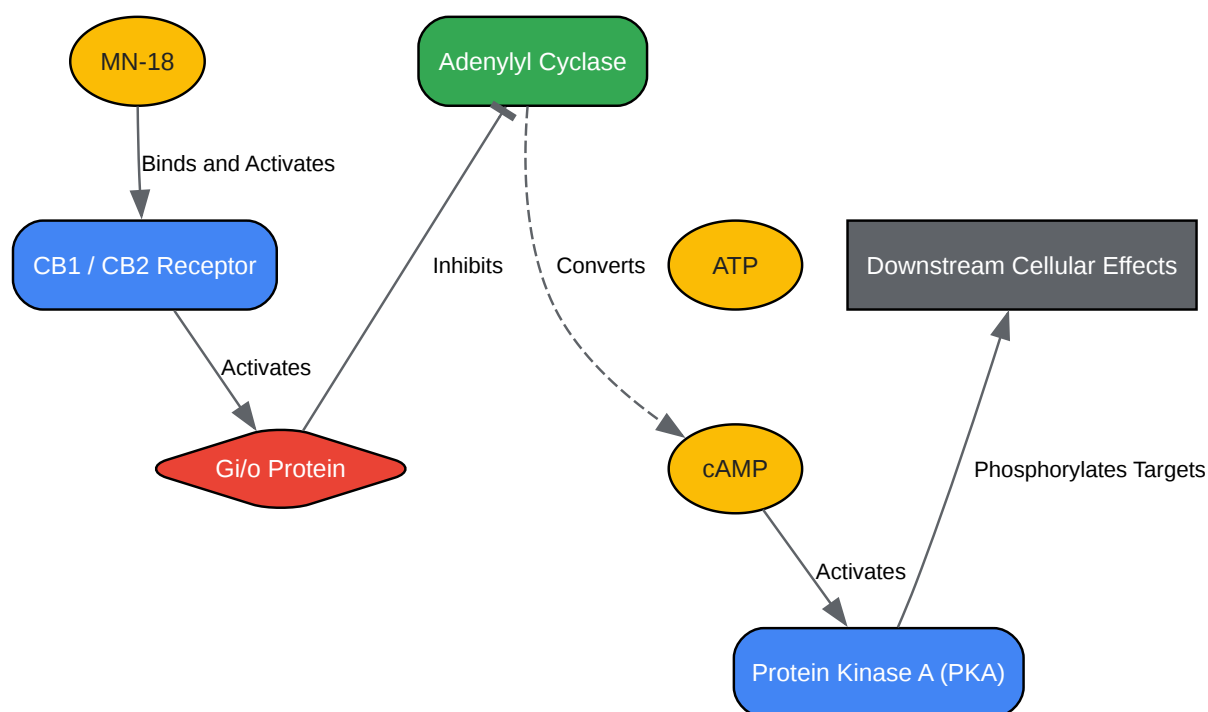 MN-18
Adenylyl Cyclase
Binds and Activates
CB1 / CB2 Receptor
Inhibits
Converts
ATP
Downstream Cellular Effects
Activates
Gi/o Protein
cAMP
Phosphorylates Targets
Activates
Protein Kinase A (PKA)